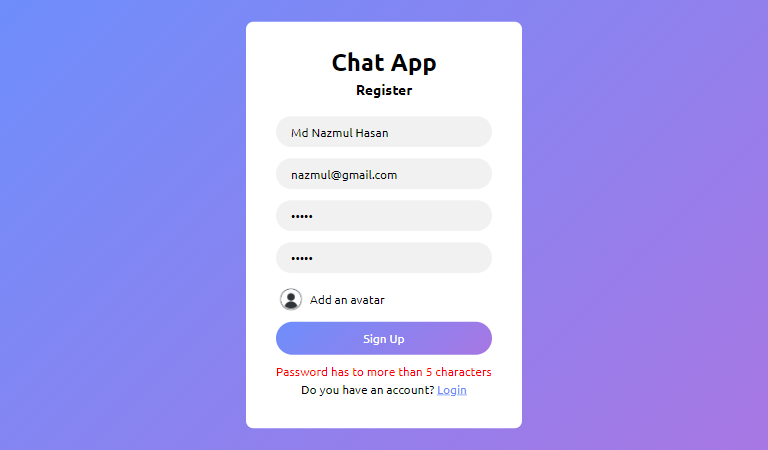 Chat App
Register
Md Nazmul Hasan
nazmul@gmail.com
•••••
•••••
Add an avatar
Sign Up
Password has to more than 5 characters
Do you have an account? Login